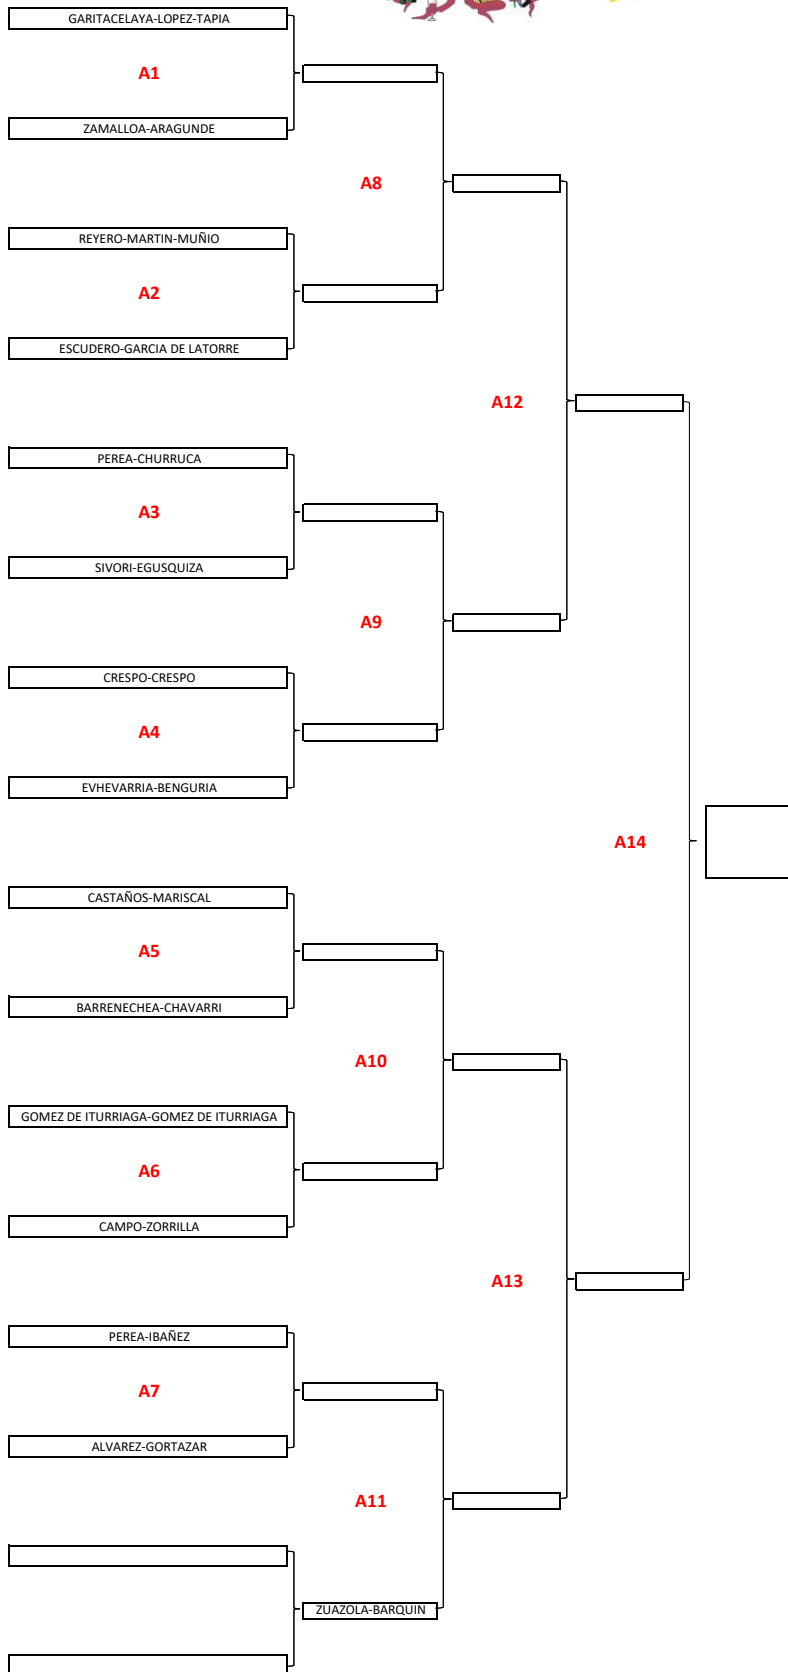 GARITACELAYA-LOPEZ-TAPIA
A1
ZAMALLOA-ARAGUNDE
A8
REYERO-MARTIN-MUÑIO
A2
ESCUDERO-GARCIA DE LATORRE
A12
PEREA-CHURRUCA
A3
SIVORI-EGUSQUIZA
A9
CRESPO-CRESPO
A4
EVHEVARRIA-BENGURIA
A14
CASTAÑOS-MARISCAL
A5
BARRENECHEA-CHAVARRI
A10
GOMEZ DE ITURRIAGA-GOMEZ DE ITURRIAGA
A6
CAMPO-ZORRILLA
A13
PEREA-IBAÑEZ
A7
ALVAREZ-GORTAZAR
A11
ZUAZOLA-BARQUIN